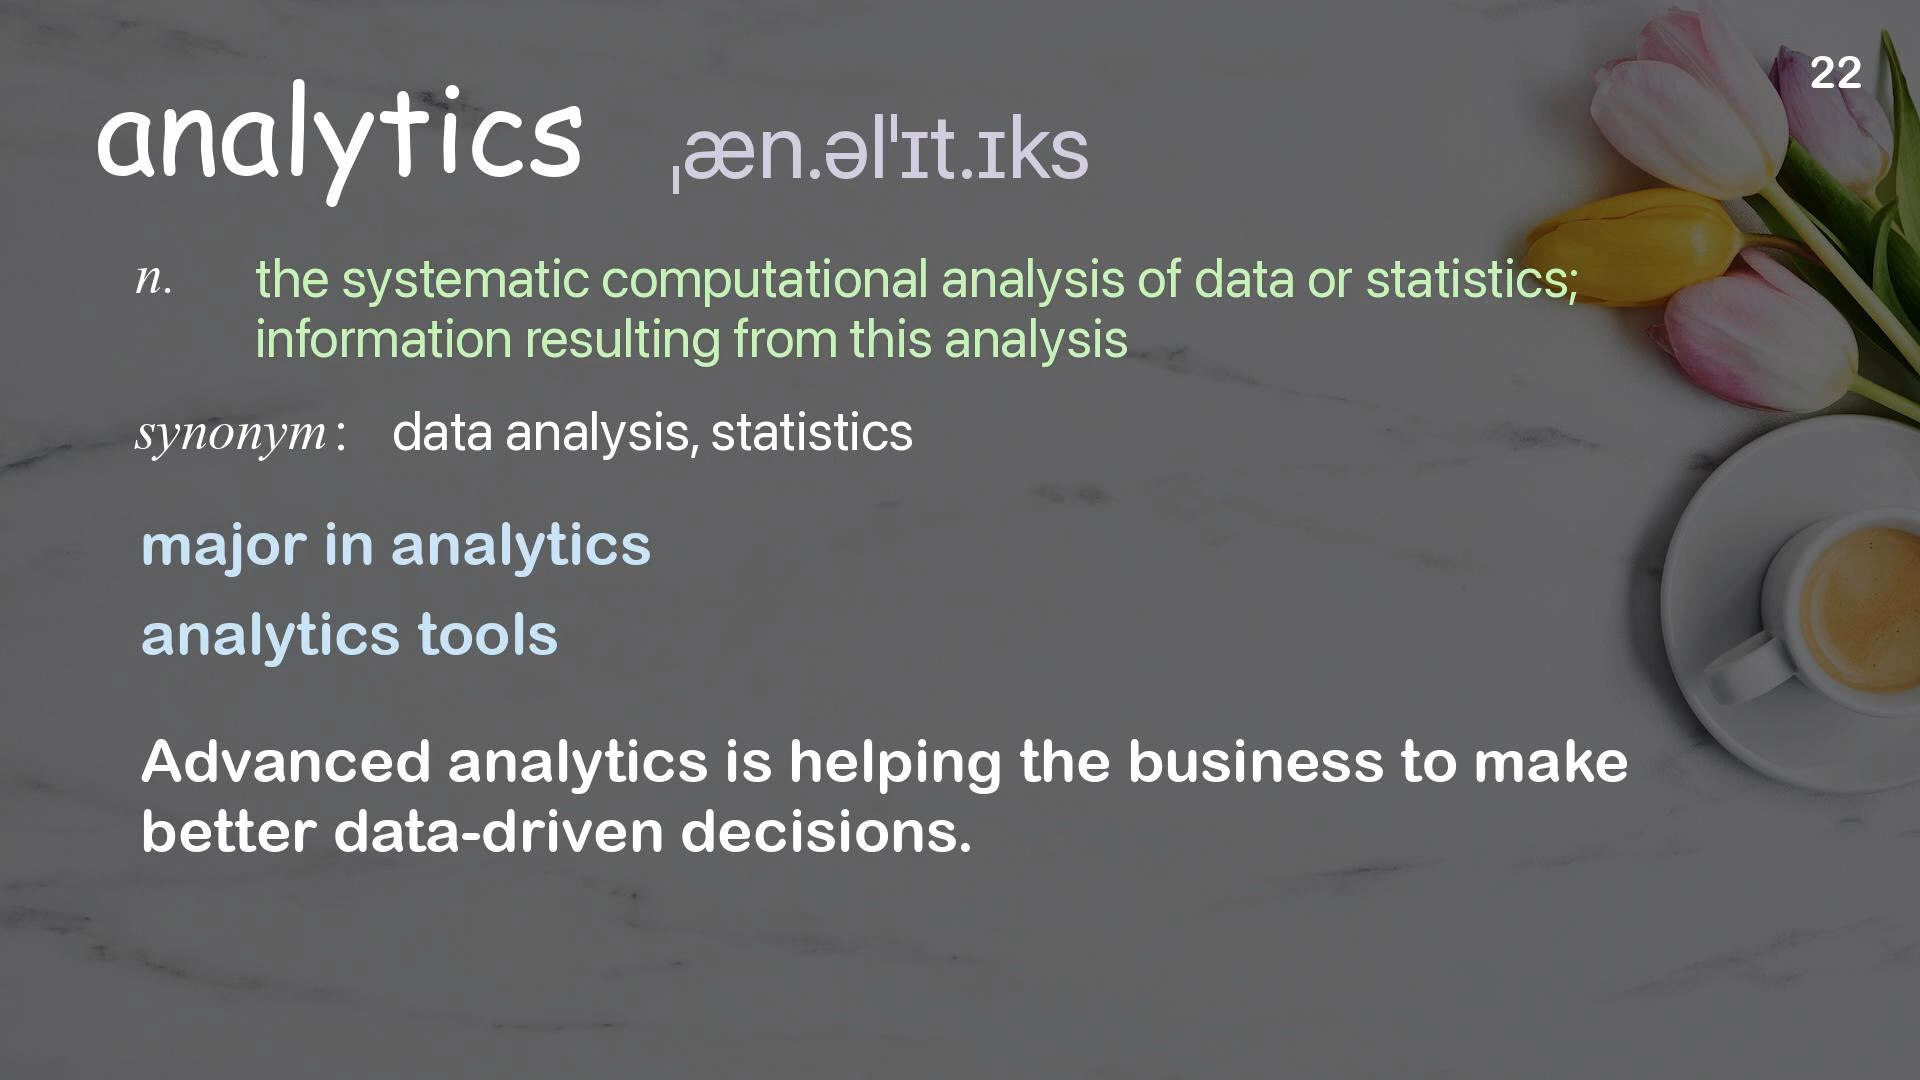 22
analytics ˌæn.əlˈɪt.ɪks
n. the systematic computational analysis of data or statistics;
information resulting from this analysis
synonym: data analysis, statistics
major in analytics
analytics tools
Advanced analytics is helping the business to make
better data-driven decisions.